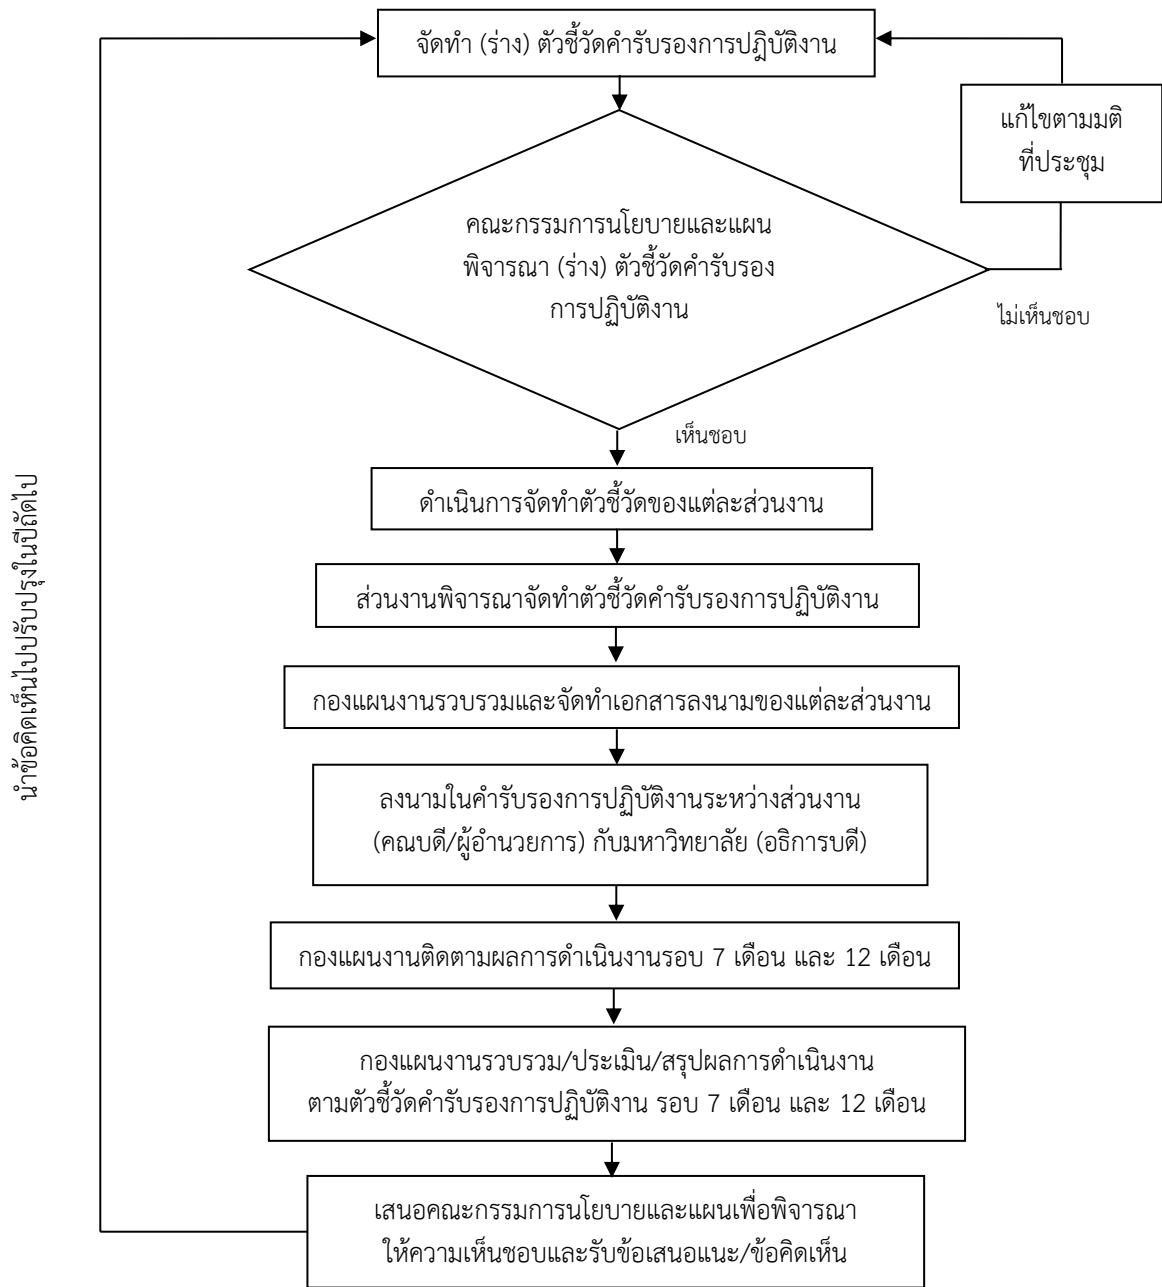 จัดทำ (ร่าง) ตัวชี้วัดคำรับรองการปฏิบัติงาน
แก้ไขตามมติ
ที่ประชุม
คณะกรรมการนโยบายและแผน
พิจารณา (ร่าง) ตัวชี้วัดคำรับรอง
การปฏิบัติงาน
ไม่เห็นชอบ
เห็นชอบ
ดำเนินการจัดทำตัวชี้วัดของแต่ละส่วนงาน
ส่วนงานพิจารณาจัดทำตัวชี้วัดคำรับรองการปฏิบัติงาน
กองแผนงานรวบรวมและจัดทำเอกสารลงนามของแต่ละส่วนงาน
ลงนามในคำรับรองการปฏิบัติงานระหว่างส่วนงาน
(คณบดี/ผู้อำนวยการ) กับมหาวิทยาลัย (อธิการบดี)
กองแผนงานติดตามผลการดำเนินงานรอบ 7 เดือน และ 12 เดือน
กองแผนงานรวบรวม/ประเมิน/สรุปผลการดำเนินงาน
ตามตัวชี้วัดคำรับรองการปฏิบัติงาน รอบ 7 เดือน และ 12 เดือน
เสนอคณะกรรมการนโยบายและแผนเพื่อพิจารณา
ให้ความเห็นชอบและรับข้อเสนอแนะ/ข้อคิดเห็น
นำข้อคิดเห็นไปปรับปรุงในปีถัดไป